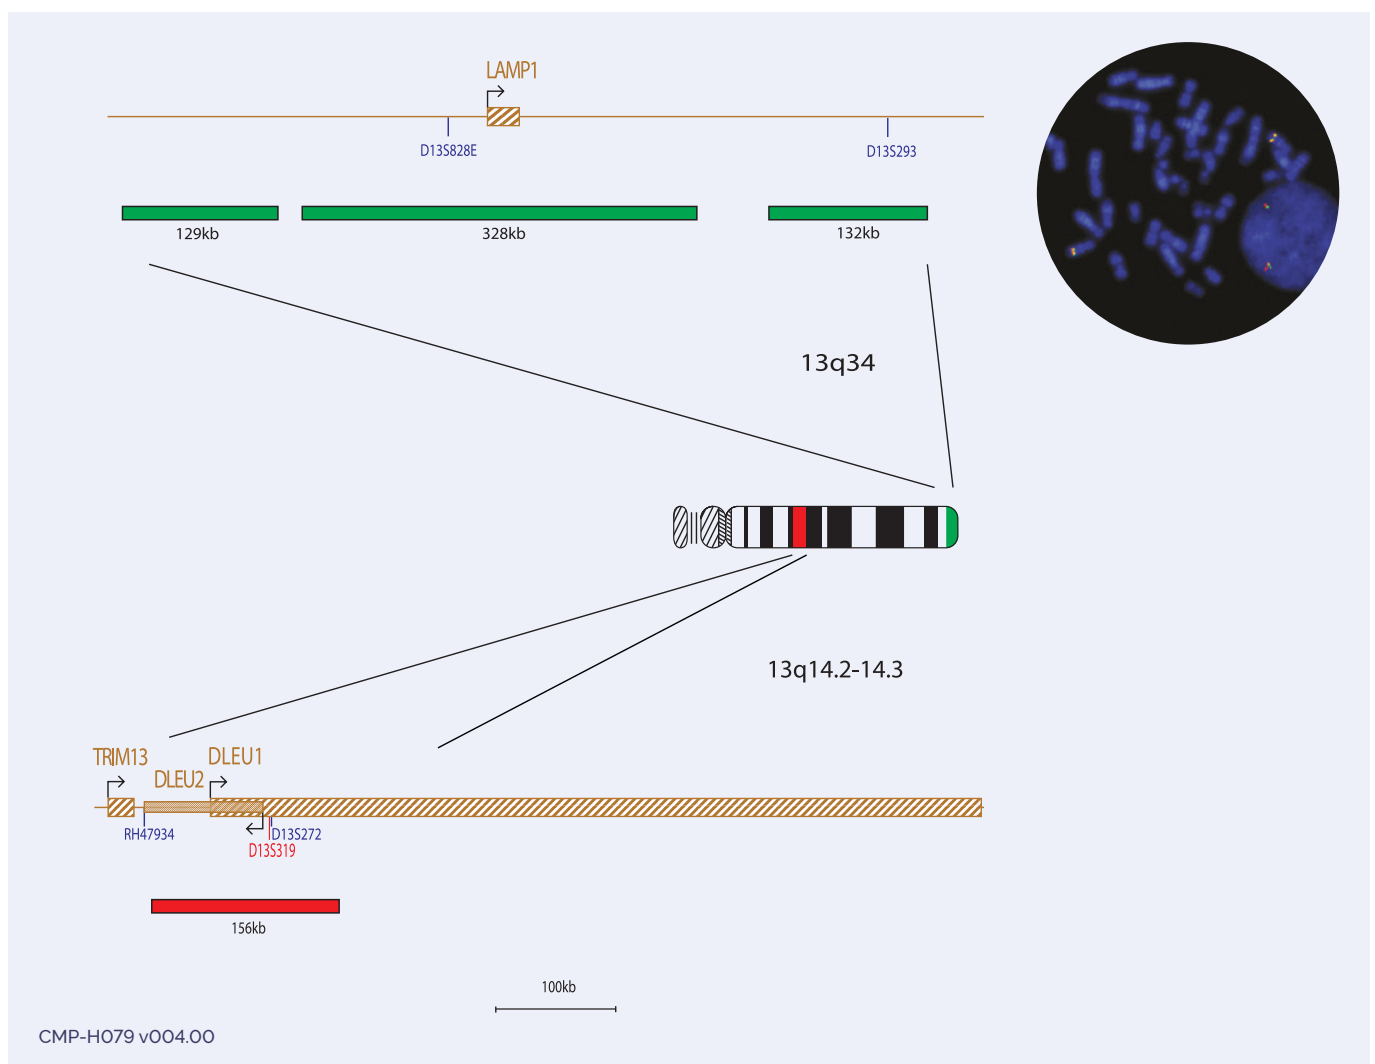 LAMP1
D13S828E
D13S293
129kb
328kb
132kb
13q34
13q14.2-14.3
TRIM13
DLEU1
DLEU2
RH47934
D13S272
D13S319
156kb
100kb
CMP-H079 v004.00